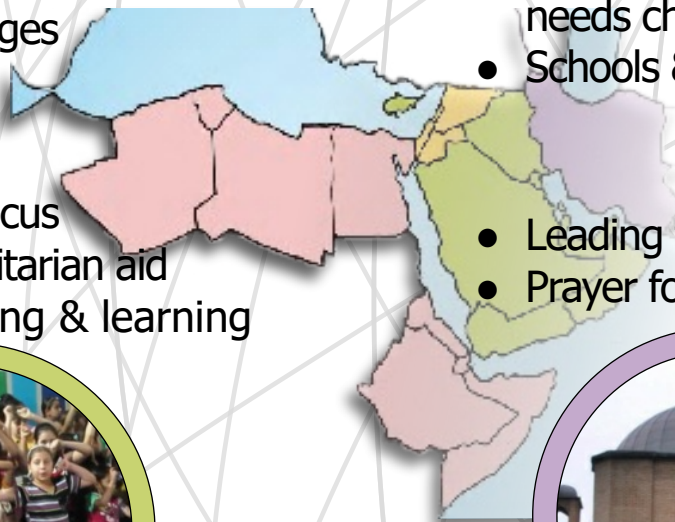 ges
needs ch
● Schools &
cus
itarian aid
ng & learning
● Leading
● Prayer fo